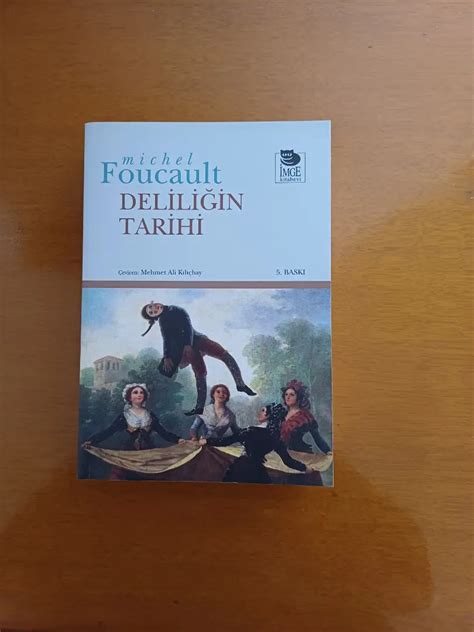 michel
Foucault
DELİLİĞİN
TARİHİ
İMGE
kitabevi
Çeviren: Mehmet Ali Kılıçbay
5. BASKI